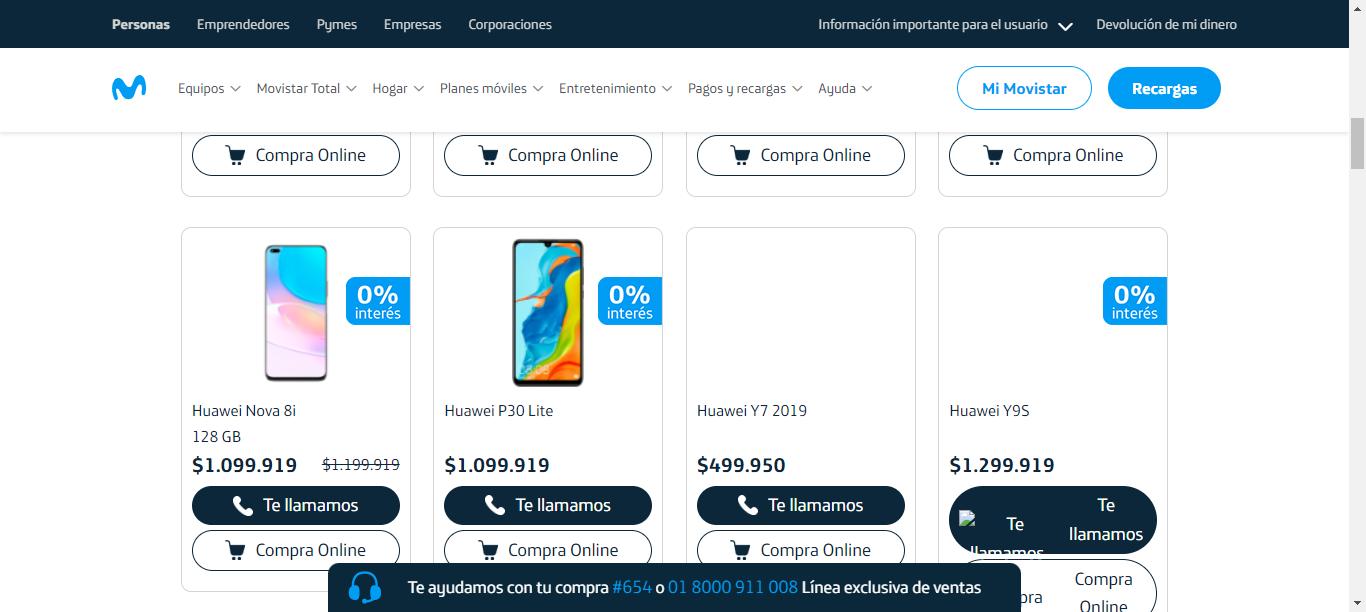 Personas Emprendedores Pymes Empresas Corporaciones Información importante para el usuario Devolución de mi dinero
Equipos Movistar Total Hogar Planes móviles Entretenimiento Pagos y recargas Ayuda Mi Movistar Recargas
Compra Online Compra Online Compra Online Compra Online
0% 0% 0%
interés interés interés
Huawei Nova 8i Huawei P30 Lite Huawei Y7 2019 Huawei Y9S
128 GB
$1.099.919 $1.199.919 $1.099.919 $499.950 $1.299.919
Te llamamos Te llamamos Te llamamos Te llamamos
Te llamamos
Compra Online Compra Online Compra Online Compra Online
Te ayudamos con tu compra #654 o 01 8000 911 008 Línea exclusiva de ventas